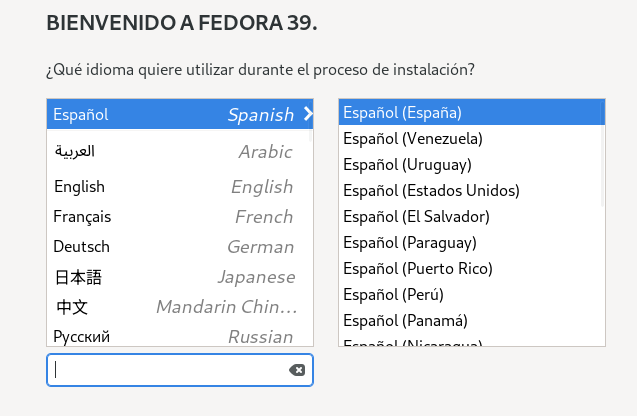 BIENVENIDO A FEDORA 39.
¿Qué idioma quiere utilizar durante el proceso de instalación?
Español Spanish
العربية Arabic
English English
Français French
Deutsch German
日本語 Japanese
中文 Mandarin Chin...
Русский Russian
Español (España)
Español (Venezuela)
Español (Uruguay)
Español (Estados Unidos)
Español (El Salvador)
Español (Paraguay)
Español (Puerto Rico)
Español (Perú)
Español (Panamá)
Español (Nicaragua)